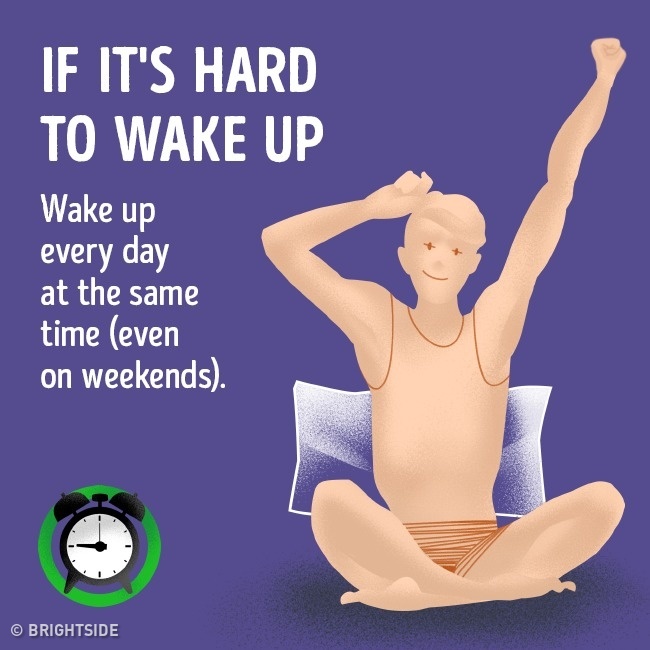 IF IT'S HARD
TO WAKE UP
Wake up
every day
at the same
time (even
on weekends).
© BRIGHTSIDE